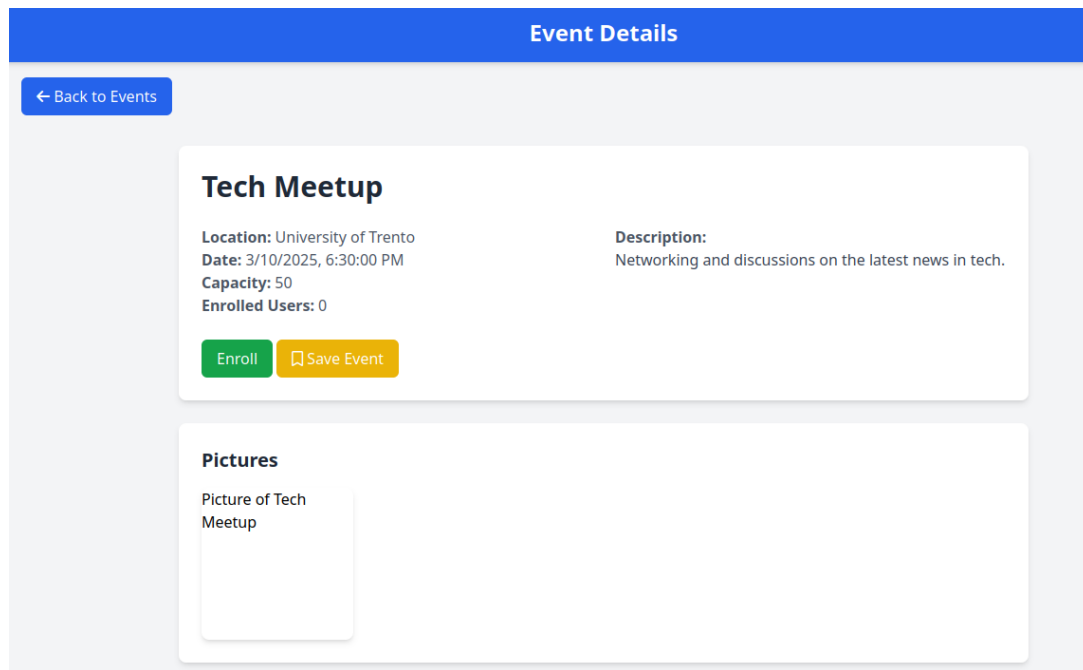 Event Details
← Back to Events
Tech Meetup
Location: University of Trento
Date: 3/10/2025, 6:30:00 PM
Capacity: 50
Enrolled Users: 0
Description:
Networking and discussions on the latest news in tech.
Enroll
Save Event
Pictures
Picture of Tech
Meetup